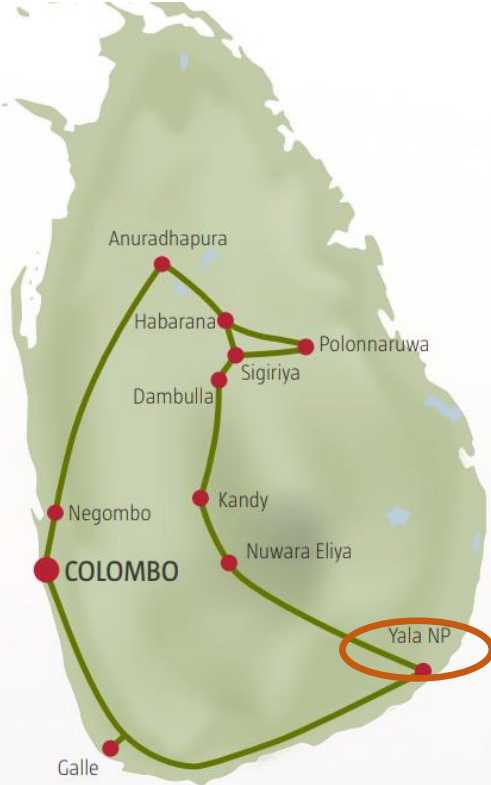 Anuradhapura
Habarana
Polonnaruwa
Sigiriya
Dambulla
Kandy
Negombo
Nuwara Eliya
COLOMBO
Yala NP
Galle